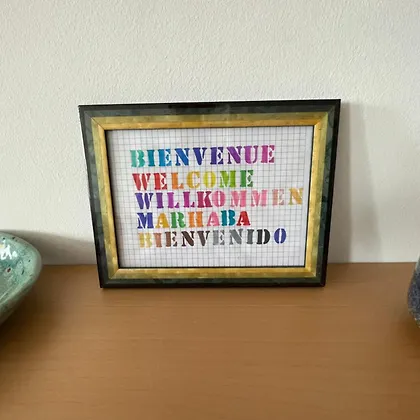 BIENVENUE
WELCOME
WILLKOMMEN
MARHABA
BIENVENIDO